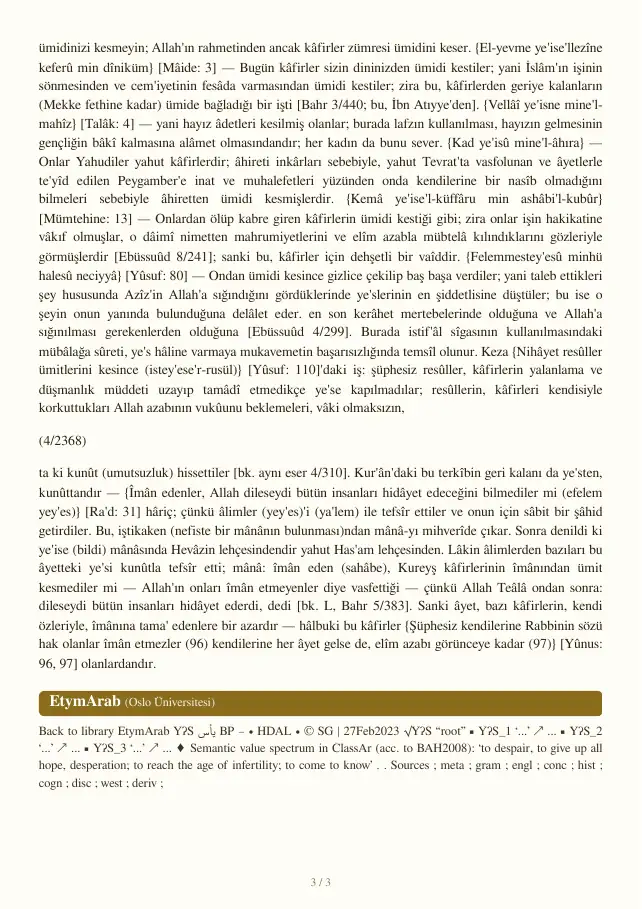 ümidinizi kesmeyin; Allah'ın rahmetinden ancak kâfirler zümresi ümidini keser. {El-yevme ye'ise'llezîne
keferû min dîniküm} [Mâide: 3] — Bugün kâfirler sizin dininizden ümidi kestiler; yani İslâm'ın işinin
sönmesinden ve cem'iyetinin fesâda varmasından ümidi kestiler; zira bu, kâfirlerden geriye kalanların
(Mekke fethine kadar) ümide bağladığı bir işti [Bahr 3/440; bu, İbn Atıyye'den]. {Vellâî ye'isne mine'l-
mahîz} [Talâk: 4] — yani hayız âdetleri kesilmiş olanlar; burada lafzın kullanılması, hayızın gelmesinin
gençliğin bâkî kalmasına alâmet olmasındandır; her kadın da bunu sever. {Kad ye'isû mine'l-âhıra} —
Onlar Yahudiler yahut kâfirlerdir; âhireti inkârları sebebiyle, yahut Tevrat'ta vasfolunan ve âyetlerle
te'yîd edilen Peygamber'e inat ve muhalefetleri yüzünden onda kendilerine bir nasîb olmadığını
bilmeleri sebebiyle âhiretten ümidi kesmişlerdir. {Kemâ ye'ise'l-küffâru min ashâbi'l-kubûr}
[Mümtehine: 13] — Onlardan ölüp kabre giren kâfirlerin ümidi kestiği gibi; zira onlar işin hakikatine
vâkıf olmuşlar, o dâimî nimetten mahrumiyetlerini ve elîm azabla mübtelâ kılındıklarını gözleriyle
görmüşlerdir [Ebüssuûd 8/241]; sanki bu, kâfirler için dehşetli bir vaîddir. {Felemmestey'esû minhü
halesû neciyyâ} [Yûsuf: 80] — Ondan ümidi kesince gizlice çekilip baş başa verdiler; yani taleb ettikleri
şey hususunda Azîz'in Allah'a sığındığını gördüklerinde ye'slerinin en şiddetlisine düştüler; bu ise o
şeyin onun yanında bulunduğuna delâlet eder. en son kerâhet mertebelerinde olduğuna ve Allah'a
sığınılması gerekenlerden olduğuna [Ebüssuûd 4/299]. Burada istif'âl sîgasının kullanılmasındaki
mübâlağa sûreti, ye's hâline varmaya mukavemetin başarısızlığında temsîl olunur. Keza {Nihâyet resûller
ümitlerini kesince (istey'ese'r-rusül)} [Yûsuf: 110]'daki iş: şüphesiz resûller, kâfirlerin yalanlama ve
düşmanlık müddeti uzayıp tamâdî etmedikçe ye'se kapılmadılar; resûllerin, kâfirleri kendisiyle
korkuttukları Allah azabının vukûunu beklemeleri, vâki olmaksızın,
(4/2368)
ta ki kunût (umutsuzluk) hissettiler [bk. aynı eser 4/310]. Kur'ân'daki bu terkîbin geri kalanı da ye'sten,
kunûttandır — {Îmân edenler, Allah dileseydi bütün insanları hidâyet edeceğini bilmediler mi (efelem
yey'es)} [Ra'd: 31] hâriç; çünkü âlimler (yey'es)'i (ya'lem) ile tefsîr ettiler ve onun için sâbit bir şâhid
getirdiler. Bu, iştikaken (nefiste bir mânânın bulunması)ndan mânâ-yı mihverîde çıkar. Sonra denildi ki
ye'ise (bildi) mânâsında Hevâzin lehçesindendir yahut Has'am lehçesinden. Lâkin âlimlerden bazıları bu
âyetteki ye'si kunûtla tefsîr etti; mânâ: îmân eden (sahâbe), Kureyş kâfirlerinin îmânından ümit
kesmediler mi — Allah'ın onları îmân etmeyenler diye vasfettiği — çünkü Allah Teâlâ ondan sonra:
dileseydi bütün insanları hidâyet ederdi, dedi [bk. L, Bahr 5/383]. Sanki âyet, bazı kâfirlerin, kendi
özleriyle, îmânına tama' edenlere bir azardır — hâlbuki bu kâfirler {Şüphesiz kendilerine Rabbinin sözü
hak olanlar îmân etmezler (96) kendilerine her âyet gelse de, elîm azabı görünceye kadar (97)} [Yûnus:
96, 97] olanlardandır.
EtymArab (Oslo Üniversitesi)
Back to library EtymArab YʔS يأس BP – • HDAL • © SG | 27Feb2023 √YʔS “root” ▪ YʔS_1 ‘...’ ↗ ... ▪ YʔS_2
‘...’ ↗ ... ▪ YʔS_3 ‘...’ ↗ ... ♦ Semantic value spectrum in ClassAr (acc. to BAH2008): ‘to despair, to give up all
hope, desperation; to reach the age of infertility; to come to know’ . . Sources ; meta ; gram ; engl ; conc ; hist ;
cogn ; disc ; west ; deriv ;
3 / 3